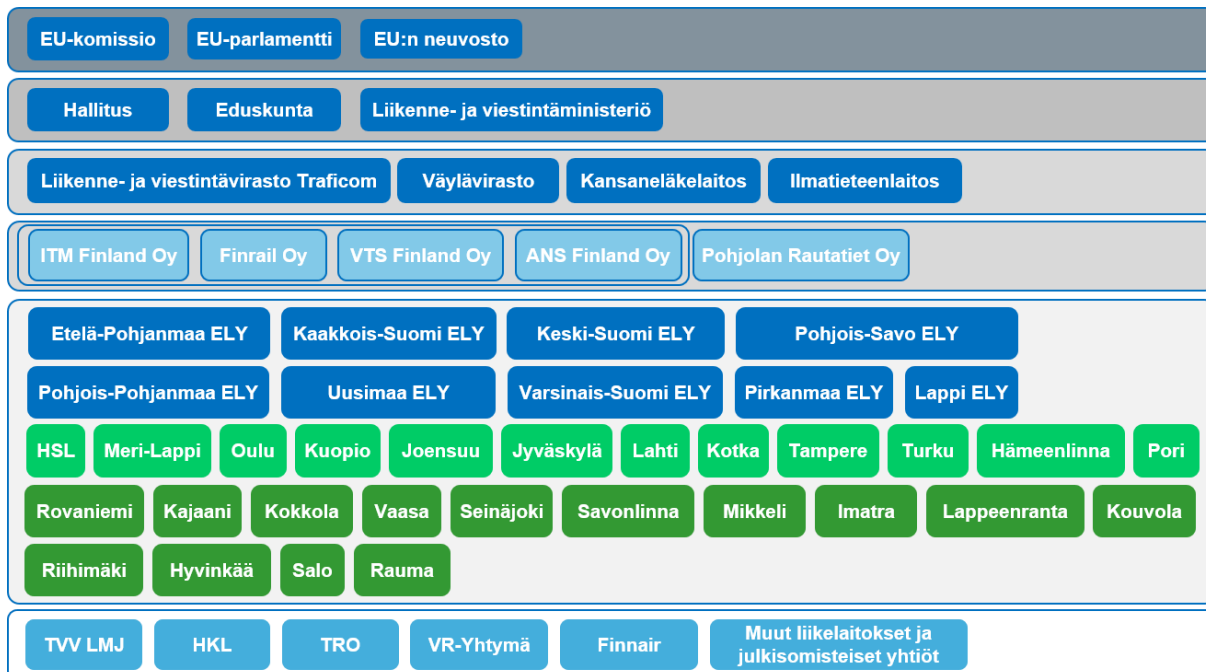 EU-komissio EU-parlamentti EU:n neuvosto
Hallitus Eduskunta Liikenne- ja viestintäministeriö
Liikenne- ja viestintävirasto Traficom Väylävirasto Kansaneläkelaitos Ilmatieteenlaitos
ITM Finland Oy Finrail Oy VTS Finland Oy ANS Finland Oy Pohjolan Rautatiet Oy
Etelä-Pohjanmaa ELY Kaakkois-Suomi ELY Keski-Suomi ELY Pohjois-Savo ELY
Pohjois-Pohjanmaa ELY Uusimaa ELY Varsinais-Suomi ELY Pirkanmaa ELY Lappi ELY
HSL Meri-Lappi Oulu Kuopio Joensuu Jyväskylä Lahti Kotka Tampere Turku Hämeenlinna Pori
Rovaniemi Kajaani Kokkola Vaasa Seinäjoki Savonlinna Mikkeli Imatra Lappeenranta Kouvola
Riihimäki Hyvinkää Salo Rauma
TVV LMJ HKL TRO VR-Yhtymä Finnair Muut liikelaitokset ja
julkisomisteiset yhtiöt